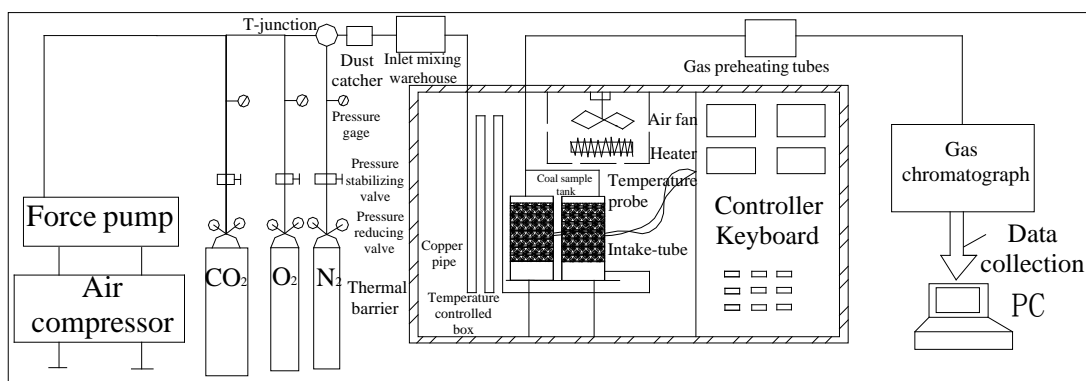 T-junction
Dust
catcher
Inlet mixing
warehouse
Gas preheating tubes
Pressure
gage
Air fan
Heater
Gas
chromatograph
Pressure
stabilizing
valve
Coal sample
tank
Temperature
probe
Force pump
Pressure
reducing
valve
Controller
Keyboard
Copper
pipe
Intake-tube
Data
collection
CO2
O2
N2
Air
compressor
Thermal
barrier
Temperature
controlled
box
PC